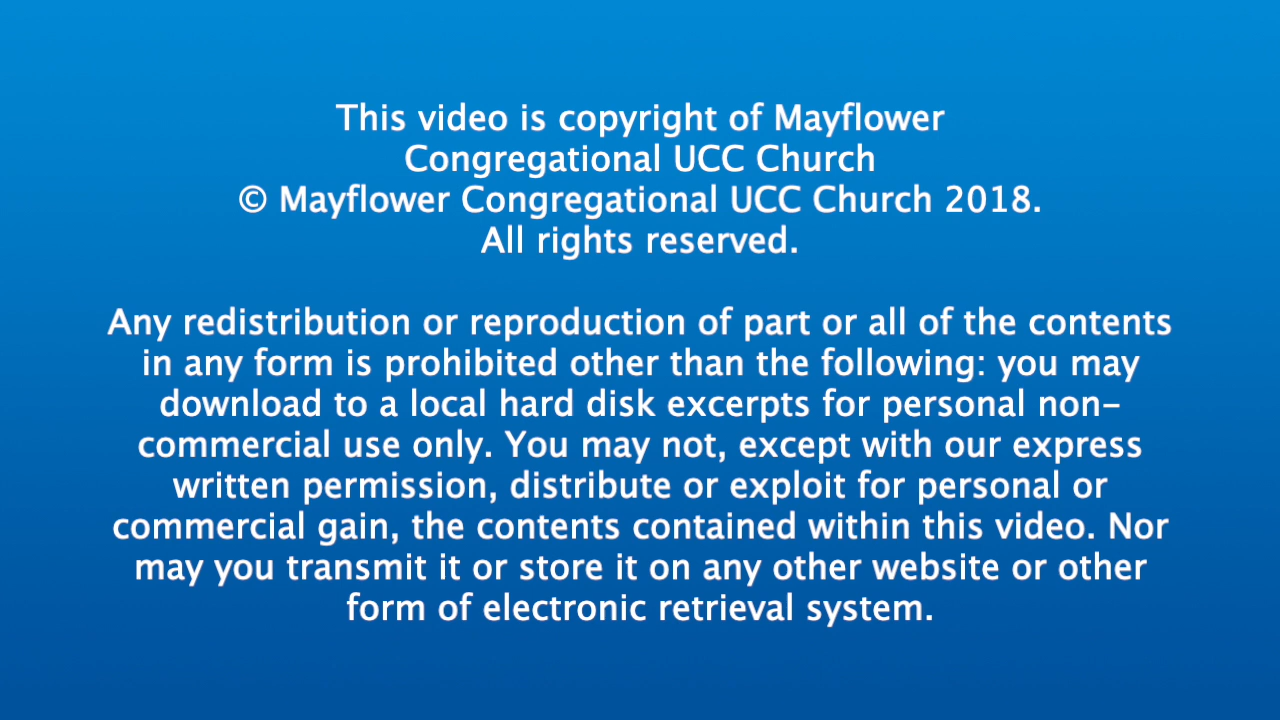 This video is copyright of Mayflower
Congregational UCC Church
© Mayflower Congregational UCC Church 2018.
All rights reserved.
Any redistribution or reproduction of part or all of the contents
in any form is prohibited other than the following: you may
download to a local hard disk excerpts for personal non-
commercial use only. You may not, except with our express
written permission, distribute or exploit for personal or
commercial gain, the contents contained within this video. Nor
may you transmit it or store it on any other website or other
form of electronic retrieval system.